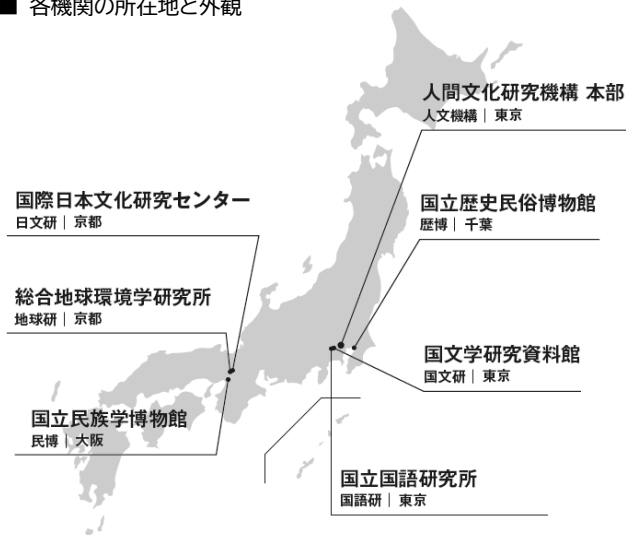 ■ 各機関の所在地と外観
人間文化研究機構 本部
人文機構｜東京
国際日本文化研究センター
日文研｜京都
国立歴史民俗博物館
歴博｜千葉
総合地球環境学研究所
地球研｜京都
国文学研究資料館
国文研｜東京
国立民族学博物館
民博｜大阪
国立国語研究所
国語研｜東京